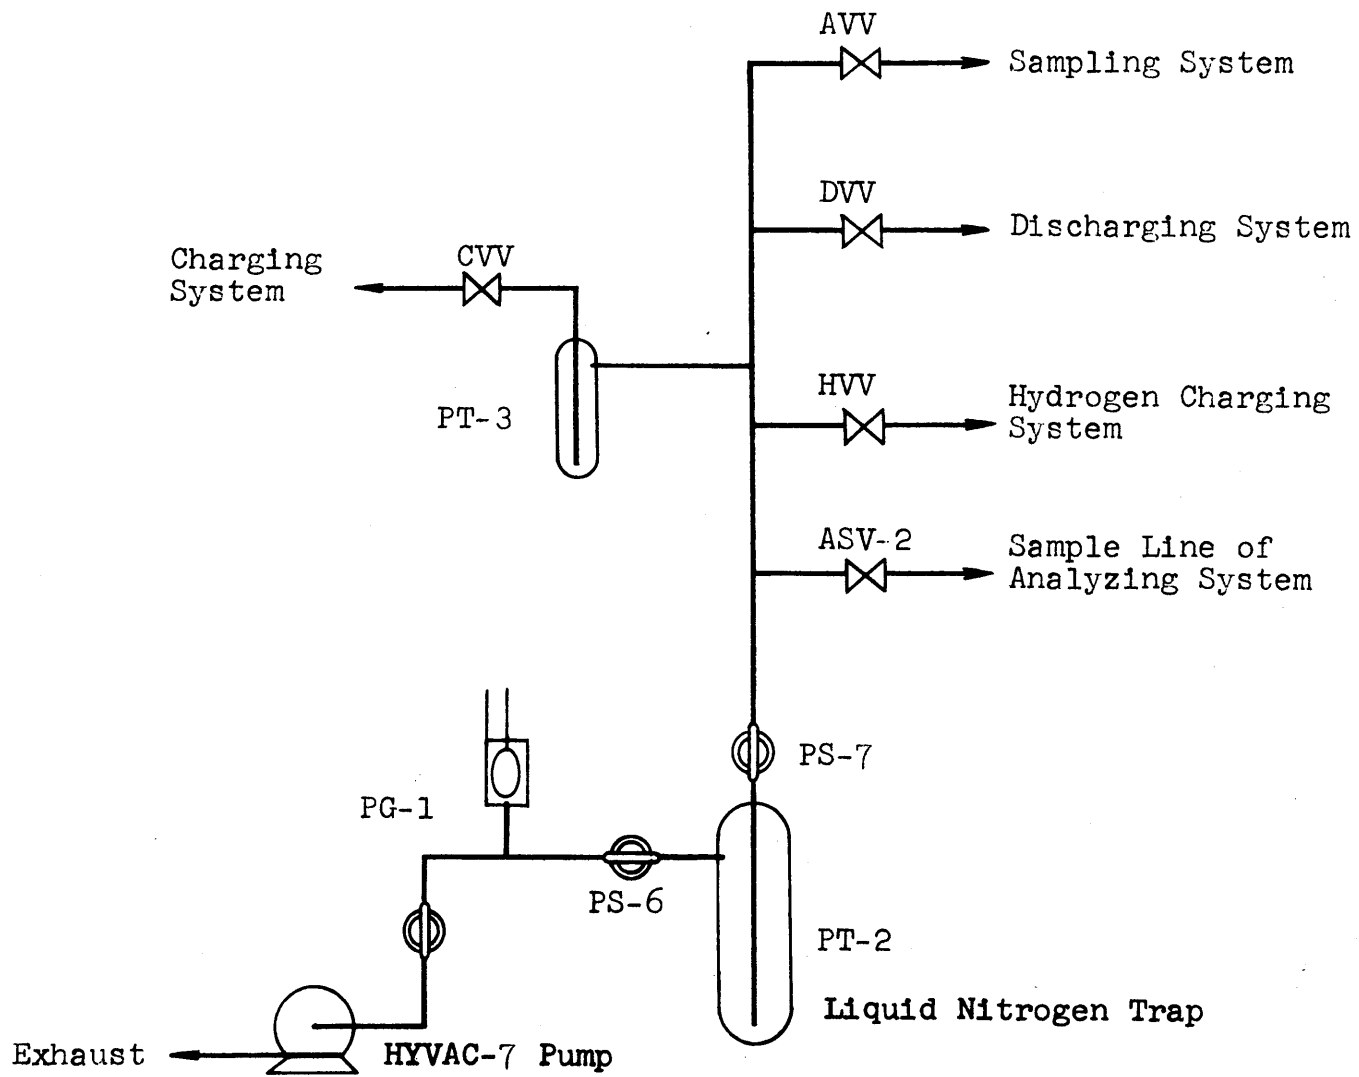 AVV
Sampling System
DVV
Discharging System
Charging
System
CVV
PT-3
HVV
Hydrogen Charging
System
ASV-2
Sample Line of
Analyzing System
PS-7
PG-1
PS-6
PT-2
Liquid Nitrogen Trap
Exhaust
HYVAC-7 Pump